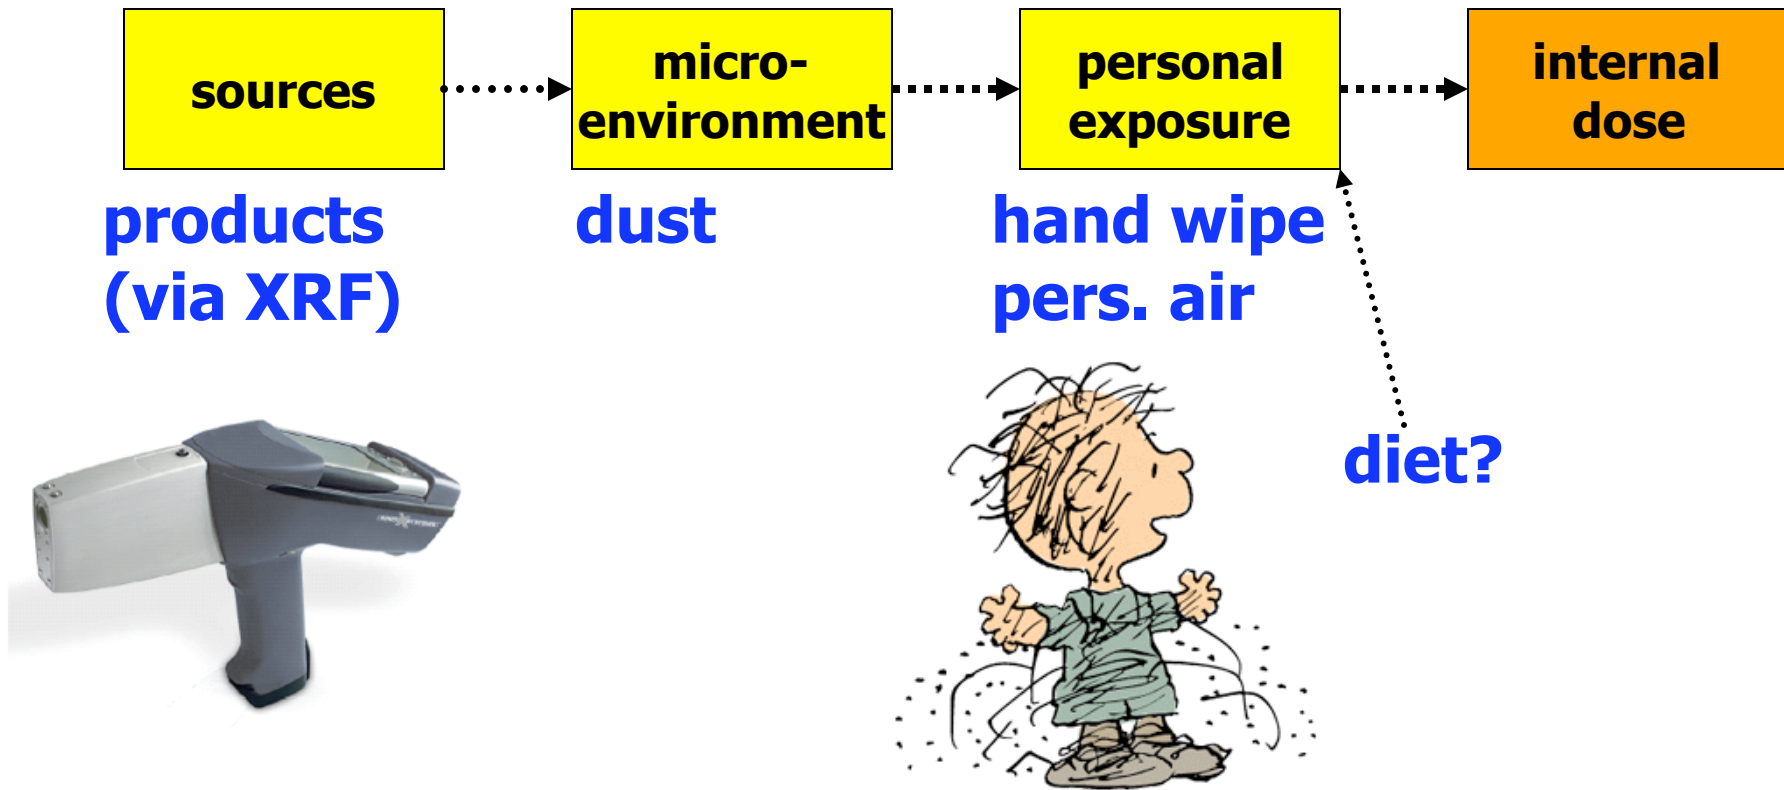 sources
micro-
environment
personal
exposure
internal
dose
products
(via XRF)
dust
hand wipe
pers. air
diet?